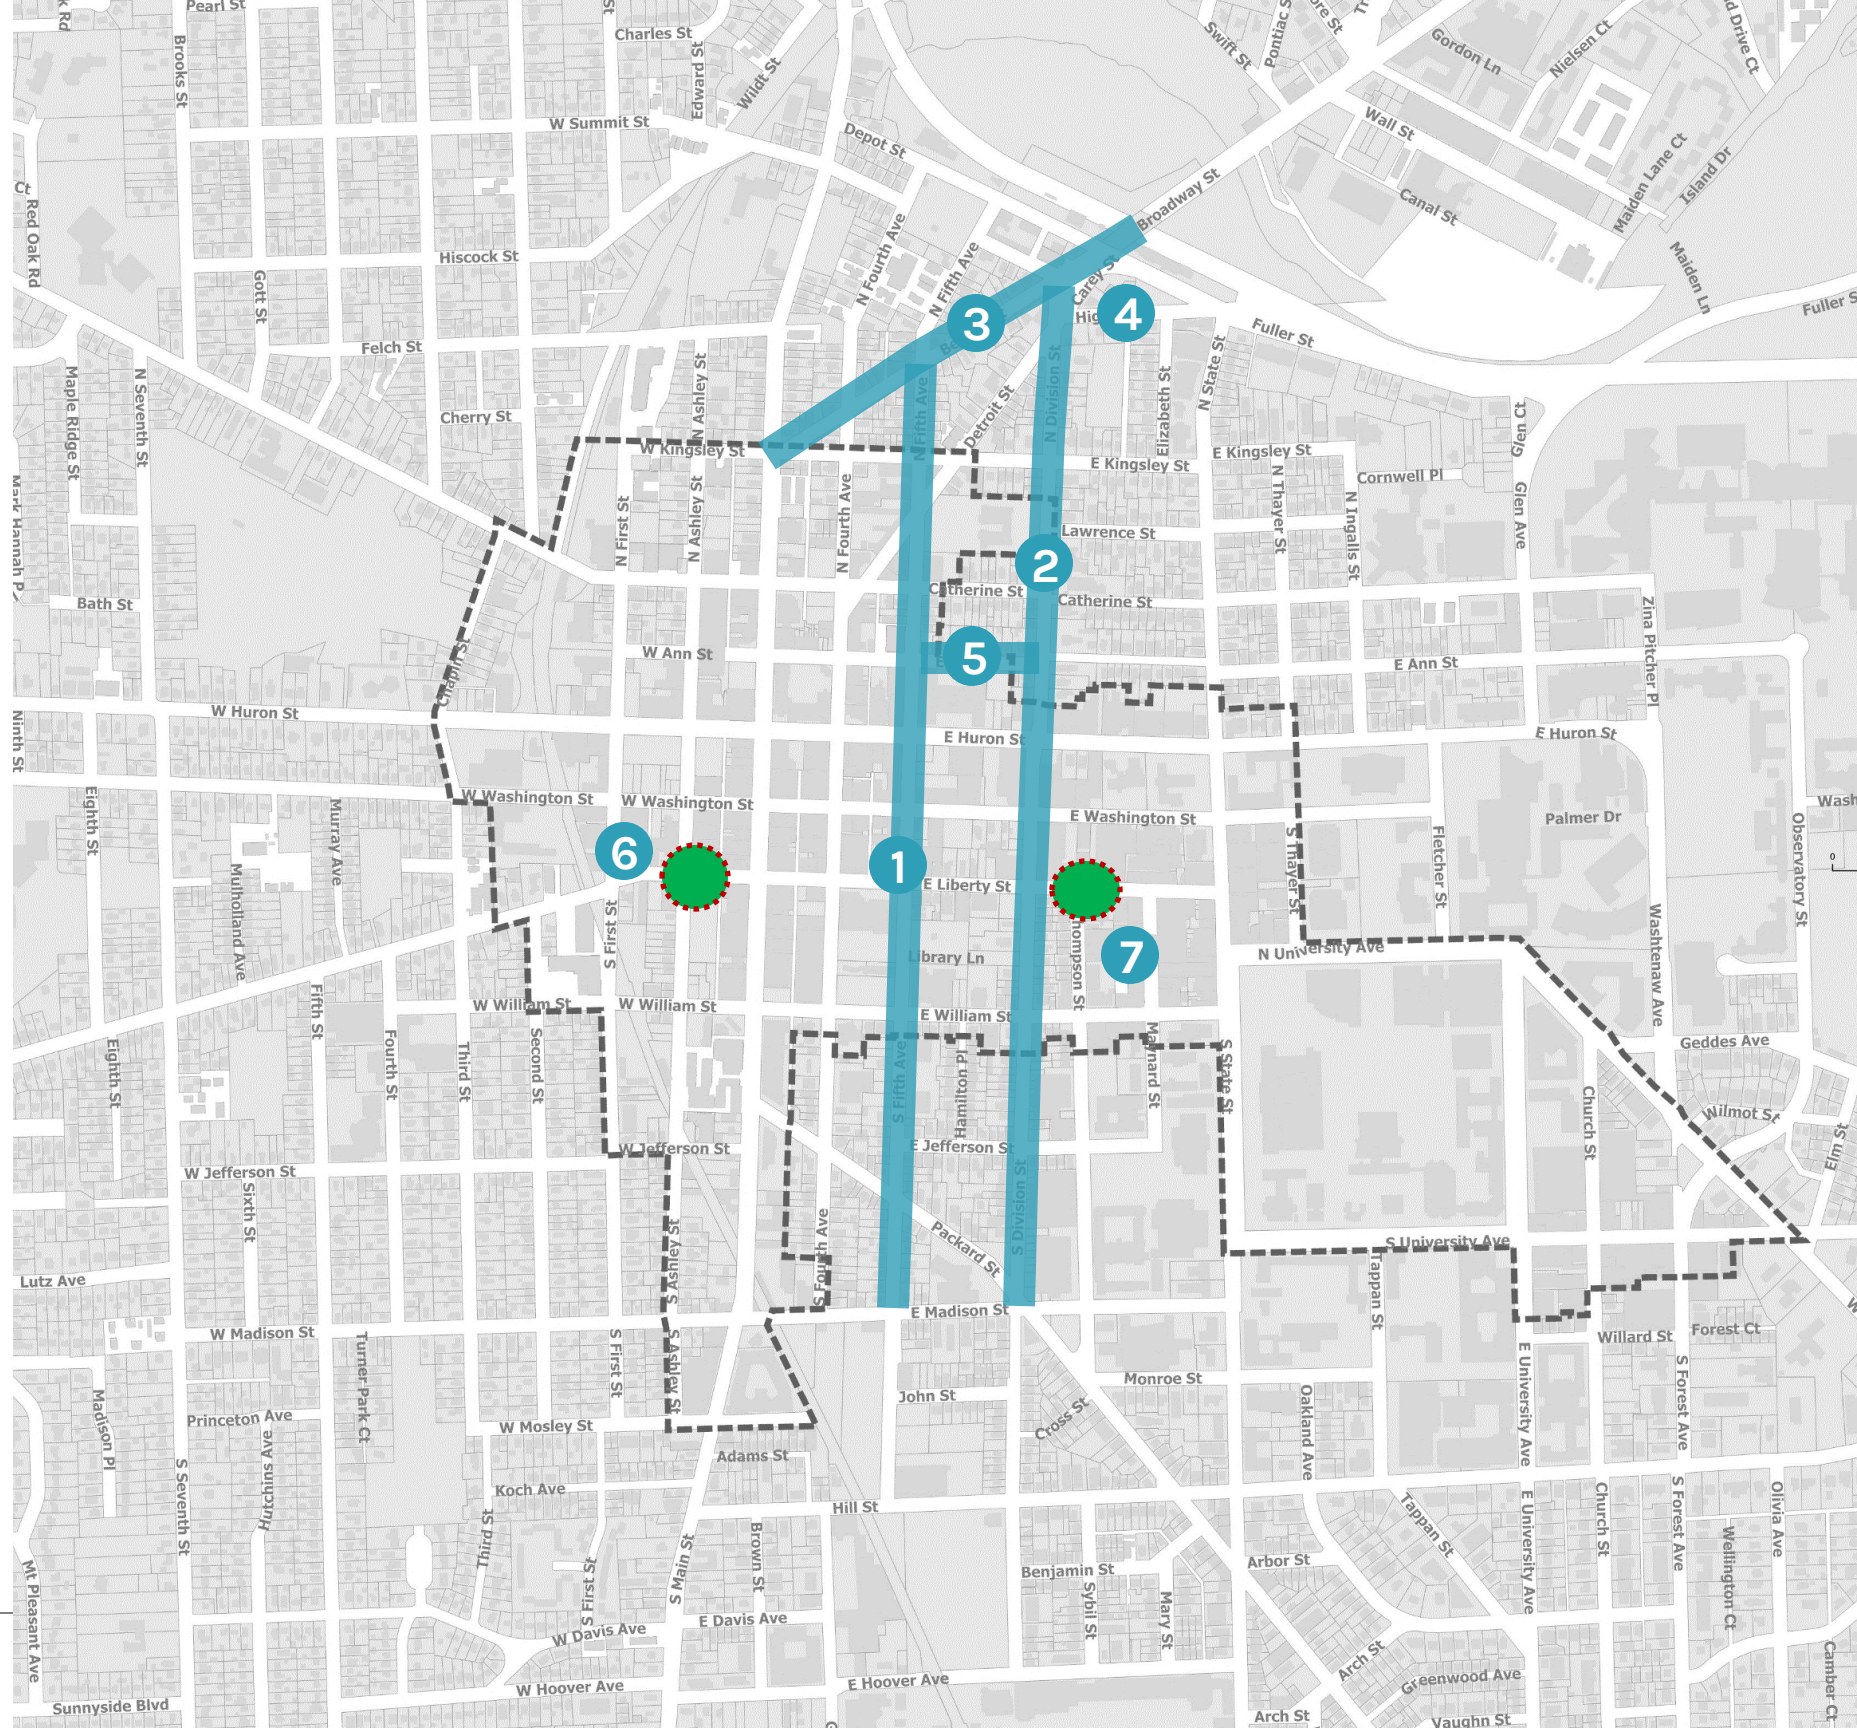 Pearl St
Charles St
Brooks St
Edward St
Wildt St
W Summit St
Depot St
Swift St
Gordon Ln
Nielsen Ct
Wall St
Canal St
Maiden Lane Ct
Island Dr
Maiden Ln
Broadway St
Ct
Red Oak Rd
Gott St
Hiscock St
N Fourth Ave
N Fifth Ave
Carey St
3
4
Fuller St
Felch St
Maple Ridge St
N Seventh St
Cherry St
N Ashley St
W Kingsley St
N Fifth Ave
Detroit St
N Division St
Elizabeth St
N State St
E Kingsley St
E Kingsley St
Cornwell Pl
Glen Ct
Glen Ave
N First St
N Ashley St
N Fourth Ave
N Thayer St
N Ingalls St
Lawrence St
2
Bath St
Catherine St
Catherine St
Zina Pitcher Pl
Chapin St
W Ann St
5
E Ann St
W Huron St
E Huron St
E Huron St
Ninth St
Eighth St
Murray Ave
Mulholland Ave
W Washington St
W Washington St
E Washington St
Palmer Dr
Wash
Observatory St
0
S Thayer St
Fletcher St
6
1
E Liberty St
7
S First St
Library Ln
Thompson St
N University Ave
Washtenaw Ave
W William St
W William St
E William St
Fifth St
Fourth St
Third St
Second St
Eighth St
S Fifth Ave
Hamilton Pl
Maynard St
S State St
Geddes Ave
Wilmot St
Elm St
Church St
W Jefferson St
W Jefferson St
E Jefferson St
Sixth St
S Ashley St
S Fourth Ave
Packard St
S Division St
S University Ave
Tappan St
Lutz Ave
W Madison St
E Madison St
Willard St
Forest Ct
Turner Park Ct
S First St
S Ashley St
John St
Monroe St
Cross St
Oakland Ave
E University Ave
S Forest Ave
Madison Pl
Princeton Ave
Hutchins Ave
W Mosley St
Adams St
Koch Ave
Hill St
S Seventh St
Third St
S First St
S Main St
Brown St
Benjamin St
Sybil St
Mary St
Arbor St
Tappan St
E University Ave
Church St
S Forest Ave
Wellington Ct
Olivia Ave
Mt Pleasant Ave
W Davis Ave
E Davis Ave
Arch St
Greenwood Ave
Camber Ct
Sunnyside Blvd
W Hoover Ave
E Hoover Ave
Arch St
Vaughn St